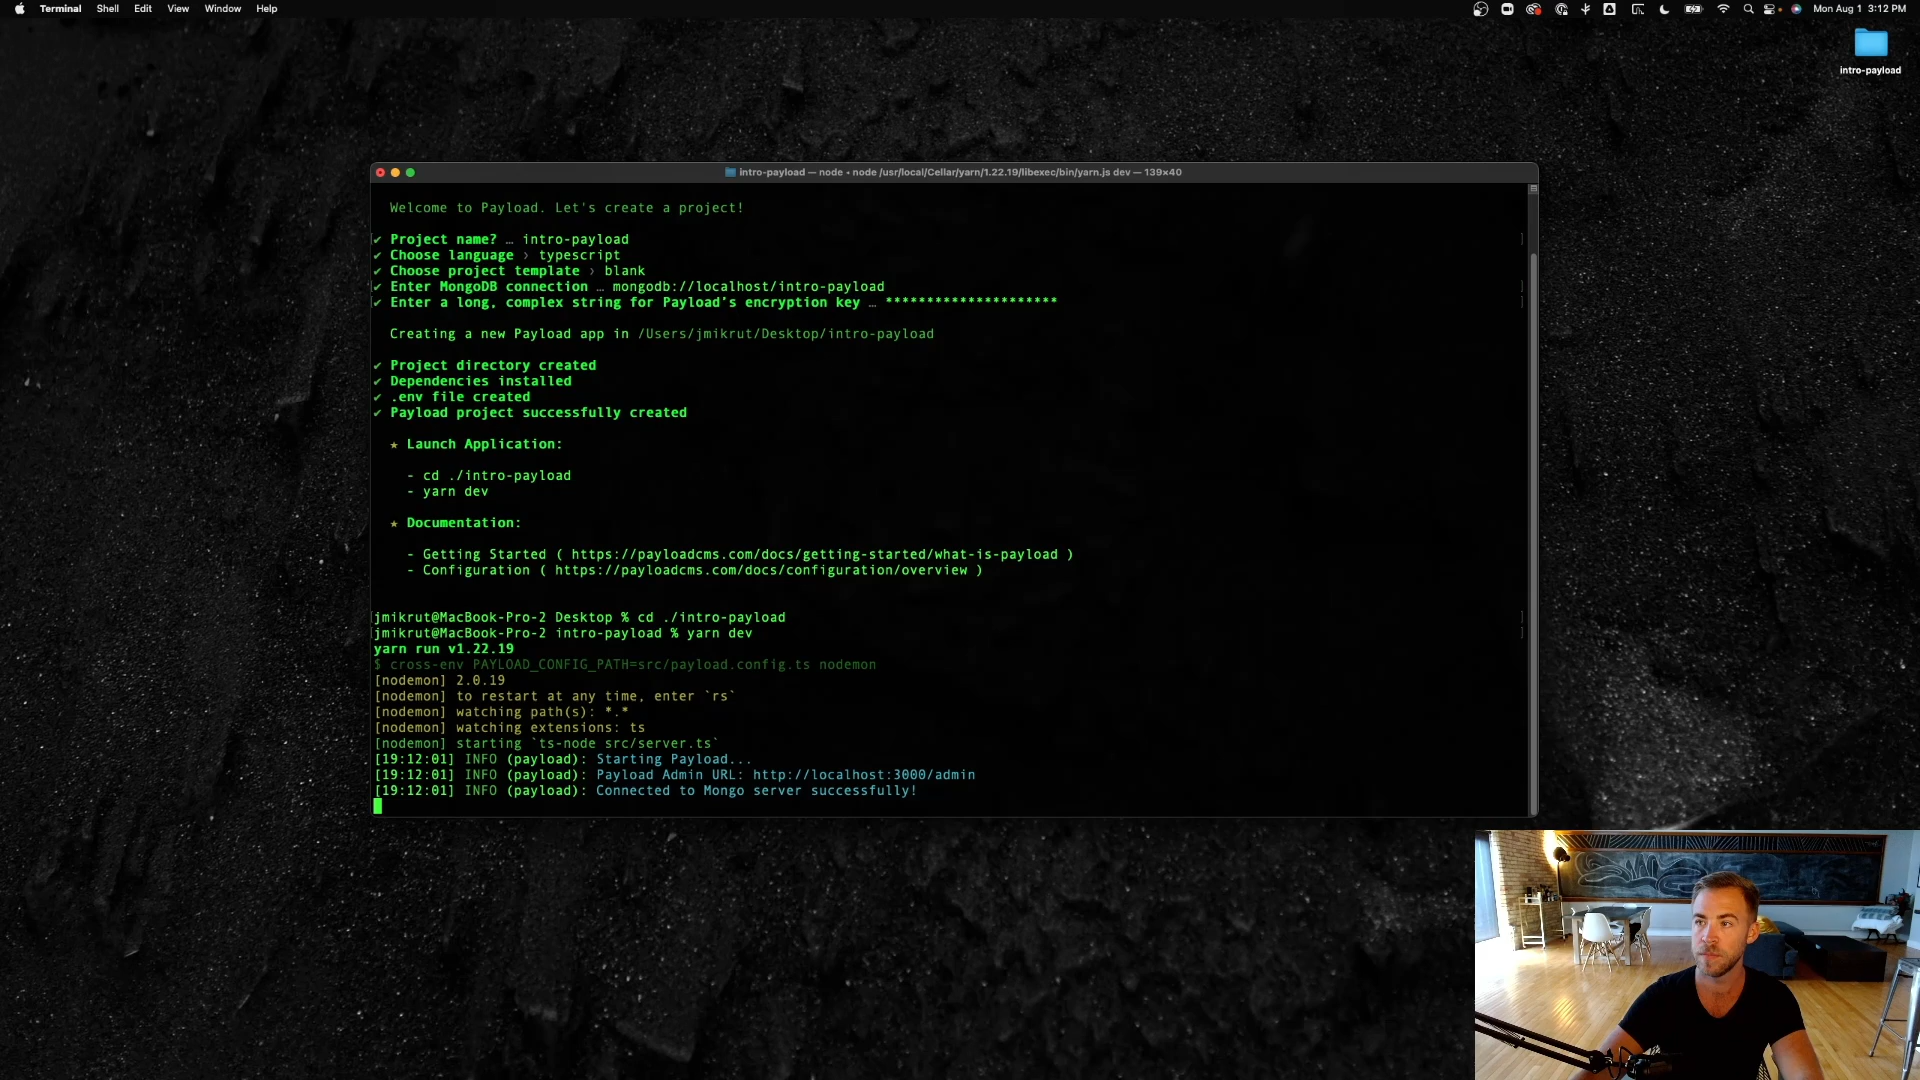 Terminal Shell Edit View Window Help Mon Aug 1 3:12 PM
intro-payload
intro-payload — node • node /usr/local/Cellar/yarn/1.22.19/libexec/bin/yarn.js dev — 139×40
Welcome to Payload. Let's create a project!
✔ Project name? … intro-payload
✔ Choose language › typescript
✔ Choose project template › blank
✔ Enter MongoDB connection … mongodb://localhost/intro-payload
✔ Enter a long, complex string for Payload's encryption key … *********************
Creating a new Payload app in /Users/jmikrut/Desktop/intro-payload
✔ Project directory created
✔ Dependencies installed
✔ .env file created
✔ Payload project successfully created
★ Launch Application:
- cd ./intro-payload
- yarn dev
★ Documentation:
- Getting Started ( https://payloadcms.com/docs/getting-started/what-is-payload )
- Configuration ( https://payloadcms.com/docs/configuration/overview )
jmikrut@MacBook-Pro-2 Desktop % cd ./intro-payload
jmikrut@MacBook-Pro-2 intro-payload % yarn dev
yarn run v1.22.19
$ cross-env PAYLOAD_CONFIG_PATH=src/payload.config.ts nodemon
[nodemon] 2.0.19
[nodemon] to restart at any time, enter `rs`
[nodemon] watching path(s): *.*
[nodemon] watching extensions: ts
[nodemon] starting `ts-node src/server.ts`
[19:12:01] INFO (payload): Starting Payload...
[19:12:01] INFO (payload): Payload Admin URL: http://localhost:3000/admin
[19:12:01] INFO (payload): Connected to Mongo server successfully!